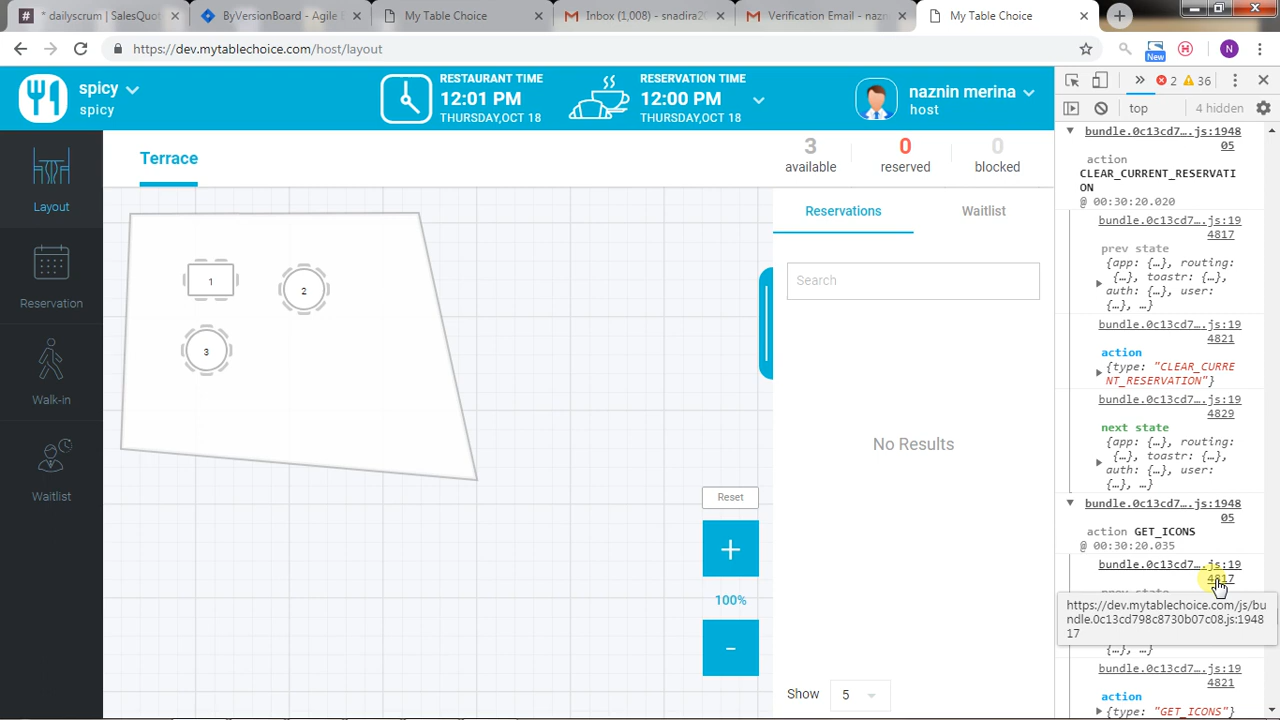 * dailyscrum | SalesQuot
ByVersionBoard - Agile
My Table Choice
Inbox (1,008) - snadira2
Verification Email - nazn
My Table Choice
https://dev.mytablechoice.com/host/layout
New
N
spicy
spicy
RESTAURANT TIME
12:01 PM
THURSDAY,OCT 18
RESERVATION TIME
12:00 PM
THURSDAY,OCT 18
naznin merina
host
Layout
Reservation
Walk-in
Waitlist
Terrace
3
available
0
reserved
0
blocked
1
2
3
Reset
+
100%
-
Reservations
Waitlist
Search
No Results
Show
5
2
36
top
4 hidden
bundle.0c13cd7….js:1948
05
action
CLEAR_CURRENT_RESERVATI
ON
@ 00:30:20.020
bundle.0c13cd7….js:19
4817
prev state
{app: {…}, routing:
{…}, toastr: {…},
auth: {…}, user:
{…}, …}
bundle.0c13cd7….js:19
4821
action
{type: "CLEAR_CURRE
NT_RESERVATION"}
bundle.0c13cd7….js:19
4829
next state
{app: {…}, routing:
{…}, toastr: {…},
auth: {…}, user:
{…}, …}
bundle.0c13cd7….js:1948
05
action GET_ICONS
@ 00:30:20.035
bundle.0c13cd7….js:19
4817
prev state
https://dev.mytablechoice.com/js/bu
ndle.0c13cd798c8730b07c08.js:1948
17
{…}, …}
bundle.0c13cd7….js:19
4821
action
{type: "GET_ICONS"}